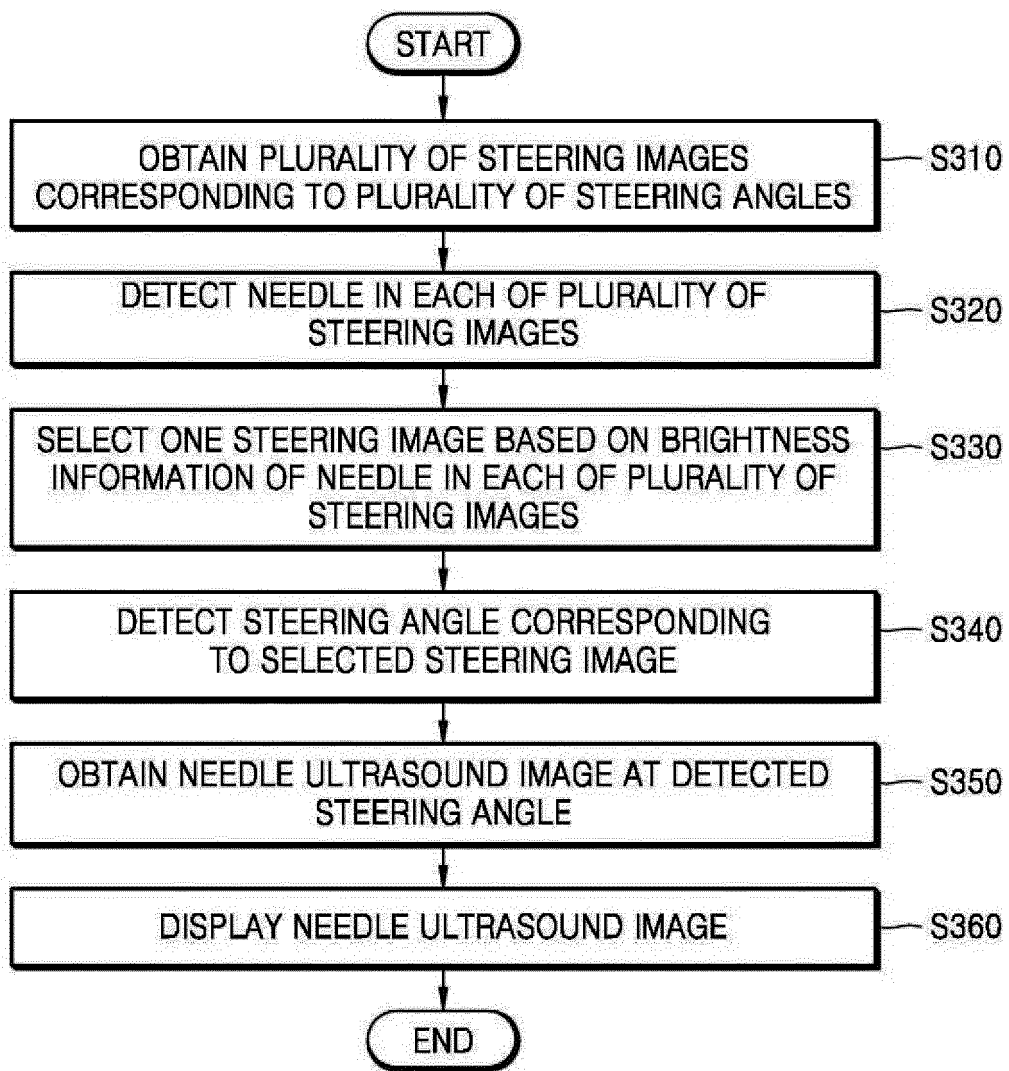 START
OBTAIN PLURALITY OF STEERING IMAGES
CORRESPONDING TO PLURALITY OF STEERING ANGLES
S310
DETECT NEEDLE IN EACH OF PLURALITY OF
STEERING IMAGES
S320
SELECT ONE STEERING IMAGE BASED ON BRIGHTNESS
INFORMATION OF NEEDLE IN EACH OF PLURALITY OF
STEERING IMAGES
S330
DETECT STEERING ANGLE CORRESPONDING
TO SELECTED STEERING IMAGE
S340
OBTAIN NEEDLE ULTRASOUND IMAGE AT DETECTED
STEERING ANGLE
S350
DISPLAY NEEDLE ULTRASOUND IMAGE
S360
END